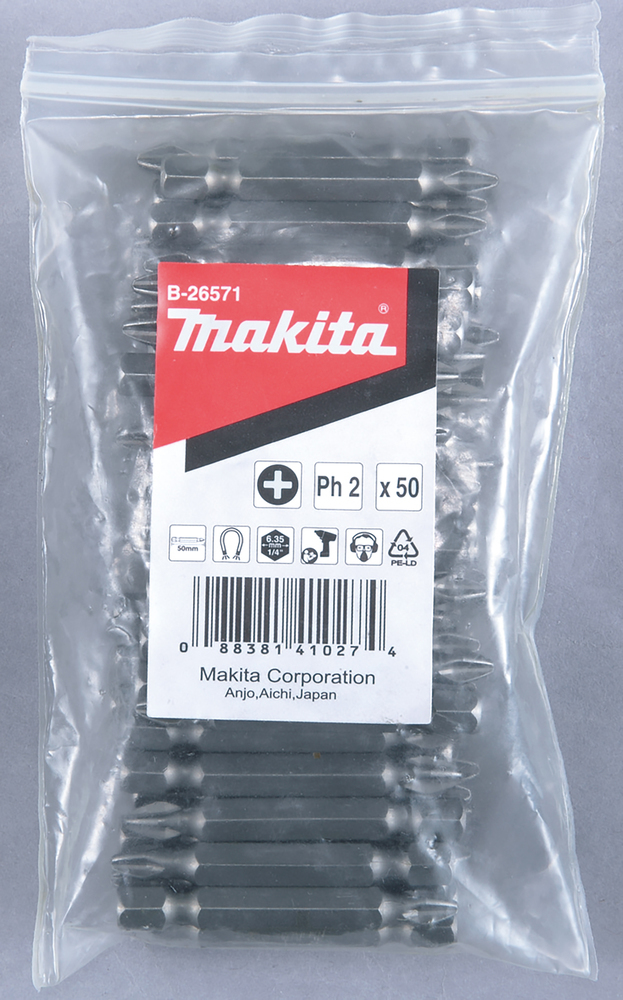 B-26571
makita®
Ph 2
x 50
50mm
6.35
mm
1/4"
04
PE-LD
0 88381 41027 4
Makita Corporation
Anjo,Aichi,Japan